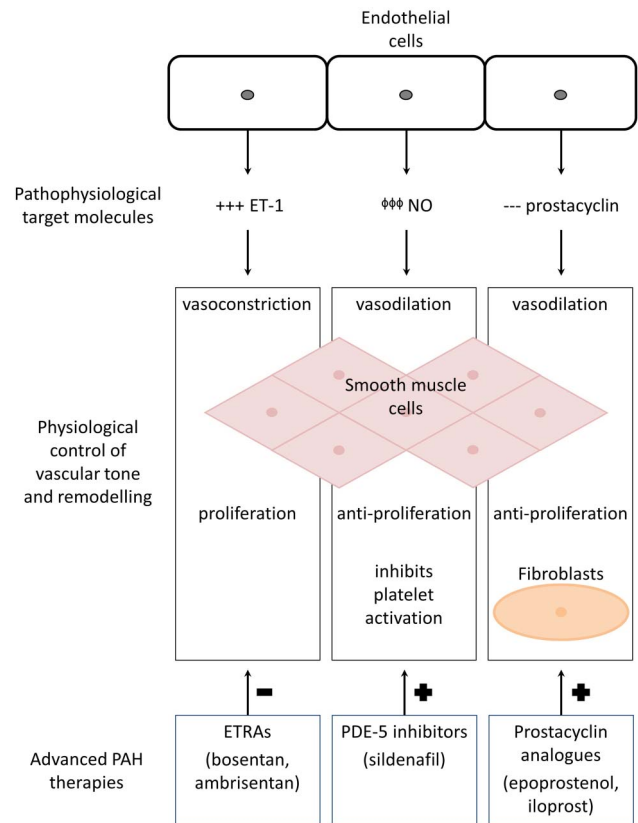 Endothelial
cells
Pathophysiological
target molecules
+++ ET-1
ϕϕϕ NO
--- prostacyclin
vasoconstriction
vasodilation
vasodilation
Smooth muscle
cells
Physiological
control of
vascular tone
and remodelling
proliferation
anti-proliferation
anti-proliferation
inhibits
platelet
activation
Fibroblasts
-
+
+
Advanced PAH
therapies
ETRAs
(bosentan,
ambrisentan)
PDE-5 inhibitors
(sildenafil)
Prostacyclin
analogues
(epoprostenol,
iloprost)